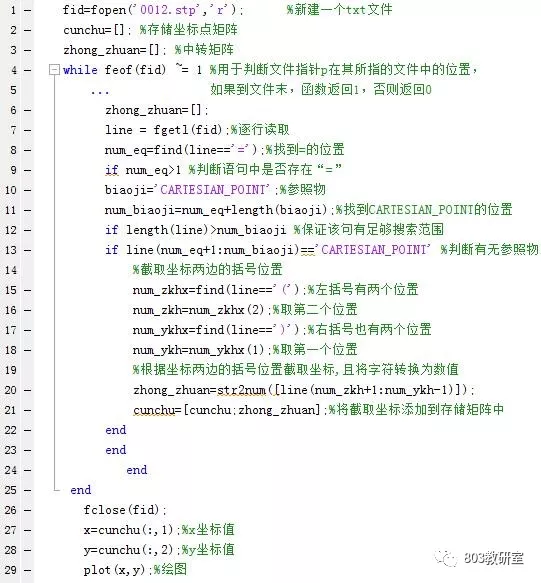 1 - fid=fopen('0012.stp','r'); %新建一个txt文件
2 - cunchu=[]; %存储坐标点矩阵
3 - zhong_zhuan=[]; %中转矩阵
4 - while feof(fid) ~= 1 %用于判断文件指针p在其所指的文件中的位置，
5 ... 如果到文件末，函数返回1，否则返回0
6 - zhong_zhuan=[];
7 - line = fgetl(fid);%逐行读取
8 - num_eq=find(line=='=');%找到=的位置
9 - if num_eq>1 %判断语句中是否存在“=”
10 - biaoji='CARTESIAN_POINT';%参照物
11 - num_biaoji=num_eq+length(biaoji);%找到CARTESIAN_POINT的位置
12 - if length(line)>num_biaoji %保证该句有足够搜索范围
13 - if line(num_eq+1:num_biaoji)=='CARTESIAN_POINT' %判断有无参照物
14 %截取坐标两边的括号位置
15 - num_zkhx=find(line=='(');%左括号有两个位置
16 - num_zkh=num_zkhx(2);%取第二个位置
17 - num_ykhx=find(line==')');%右括号也有两个位置
18 - num_ykh=num_ykhx(1);%取第一个位置
19 %根据坐标两边的括号位置截取坐标,且将字符转换为数值
20 - zhong_zhuan=str2num([line(num_zkh+1:num_ykh-1)]);
21 - cunchu=[cunchu;zhong_zhuan];%将截取坐标添加到存储矩阵中
22 - end
23 - end
24 - end
25 - end
26 - fclose(fid);
27 - x=cunchu(:,1);%x坐标值
28 - y=cunchu(:,2);%y坐标值
29 - plot(x,y);%绘图
803教研室